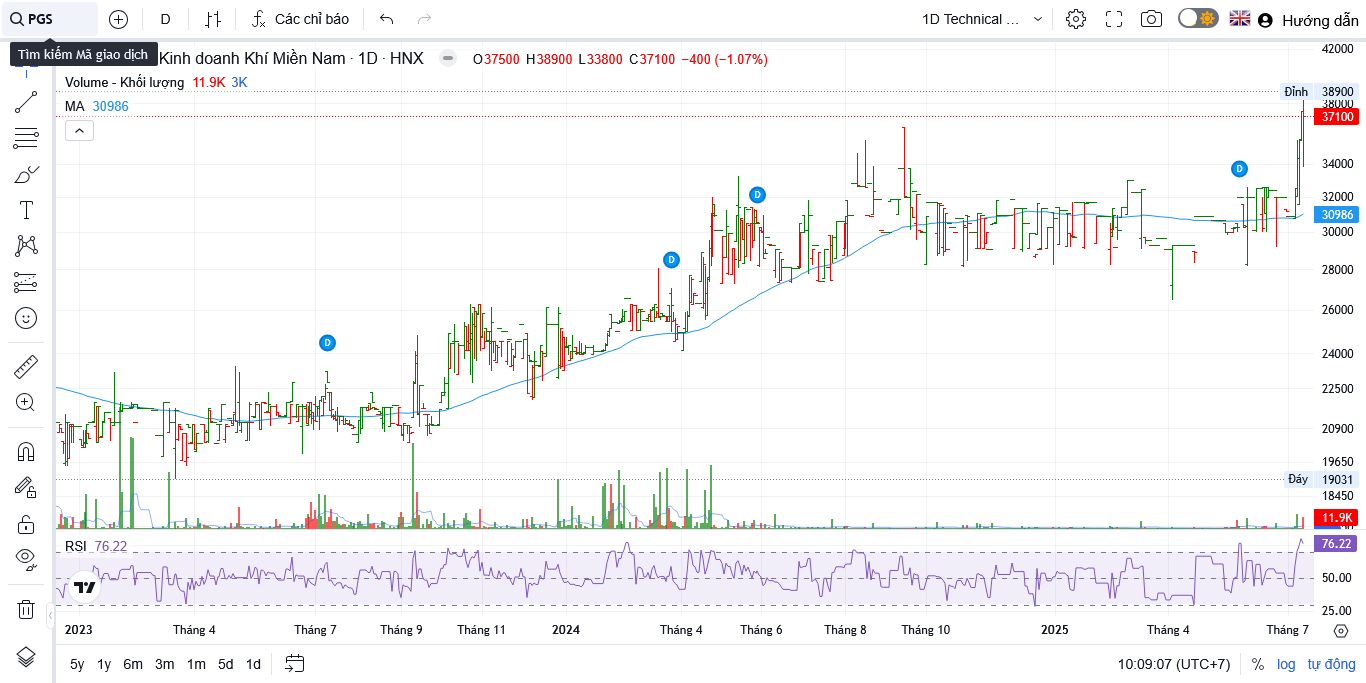 PGS
D
Các chỉ báo
1D Technical ...
Hướng dẫn
Tìm kiếm Mã giao dịch
Kinh doanh Khí Miền Nam · 1D · HNX
O37500 H38900 L33800 C37100 −400 (−1.07%)
Volume - Khối lượng 11.9K 3K
MA 30986
42000
Đỉnh 38900
38000
37100
34000
32000
30986
30000
28000
26000
24000
22500
20900
19650
Đáy 19031
18450
11.9K
D
D
D
D
RSI 76.22
76.22
50.00
25.00
2023 Tháng 4 Tháng 7 Tháng 9 Tháng 11 2024 Tháng 4 Tháng 6 Tháng 8 Tháng 10 2025 Tháng 4 Tháng 7
5y 1y 6m 3m 1m 5d 1d
10:09:07 (UTC+7) % log tự động